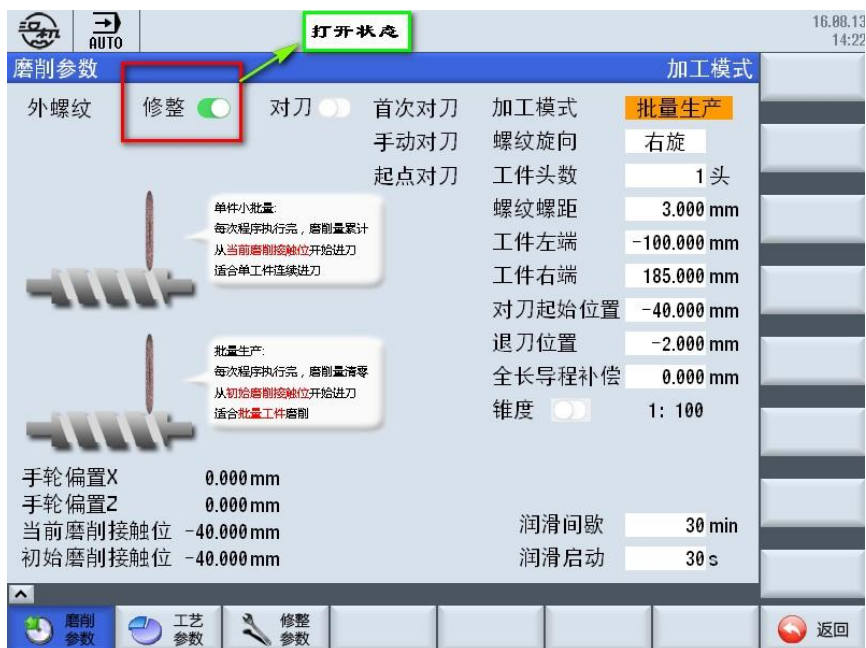 汉机
AUTO
打开状态
16.08.13
14:22
磨削参数 加工模式
外螺纹 修整 对刀 首次对刀 加工模式 批量生产
手动对刀 螺纹旋向 右旋
起点对刀 工件头数 1 头
单件小批量:
每次程序执行完，磨削量累计
从当前磨削接触位开始进刀
适合单工件连续进刀
螺纹螺距 3.000 mm
工件左端 -100.000 mm
工件右端 185.000 mm
对刀起始位置 -40.000 mm
批量生产:
每次程序执行完，磨削量清零
从初始磨削接触位开始进刀
适合批量工件磨削
退刀位置 -2.000 mm
全长导程补偿 0.000 mm
锥度 1: 100
手轮偏置X 0.000 mm
手轮偏置Z 0.000 mm
当前磨削接触位 -40.000 mm
初始磨削接触位 -40.000 mm
润滑间歇 30 min
润滑启动 30 s
磨削
参数
工艺
参数
修整
参数
返回